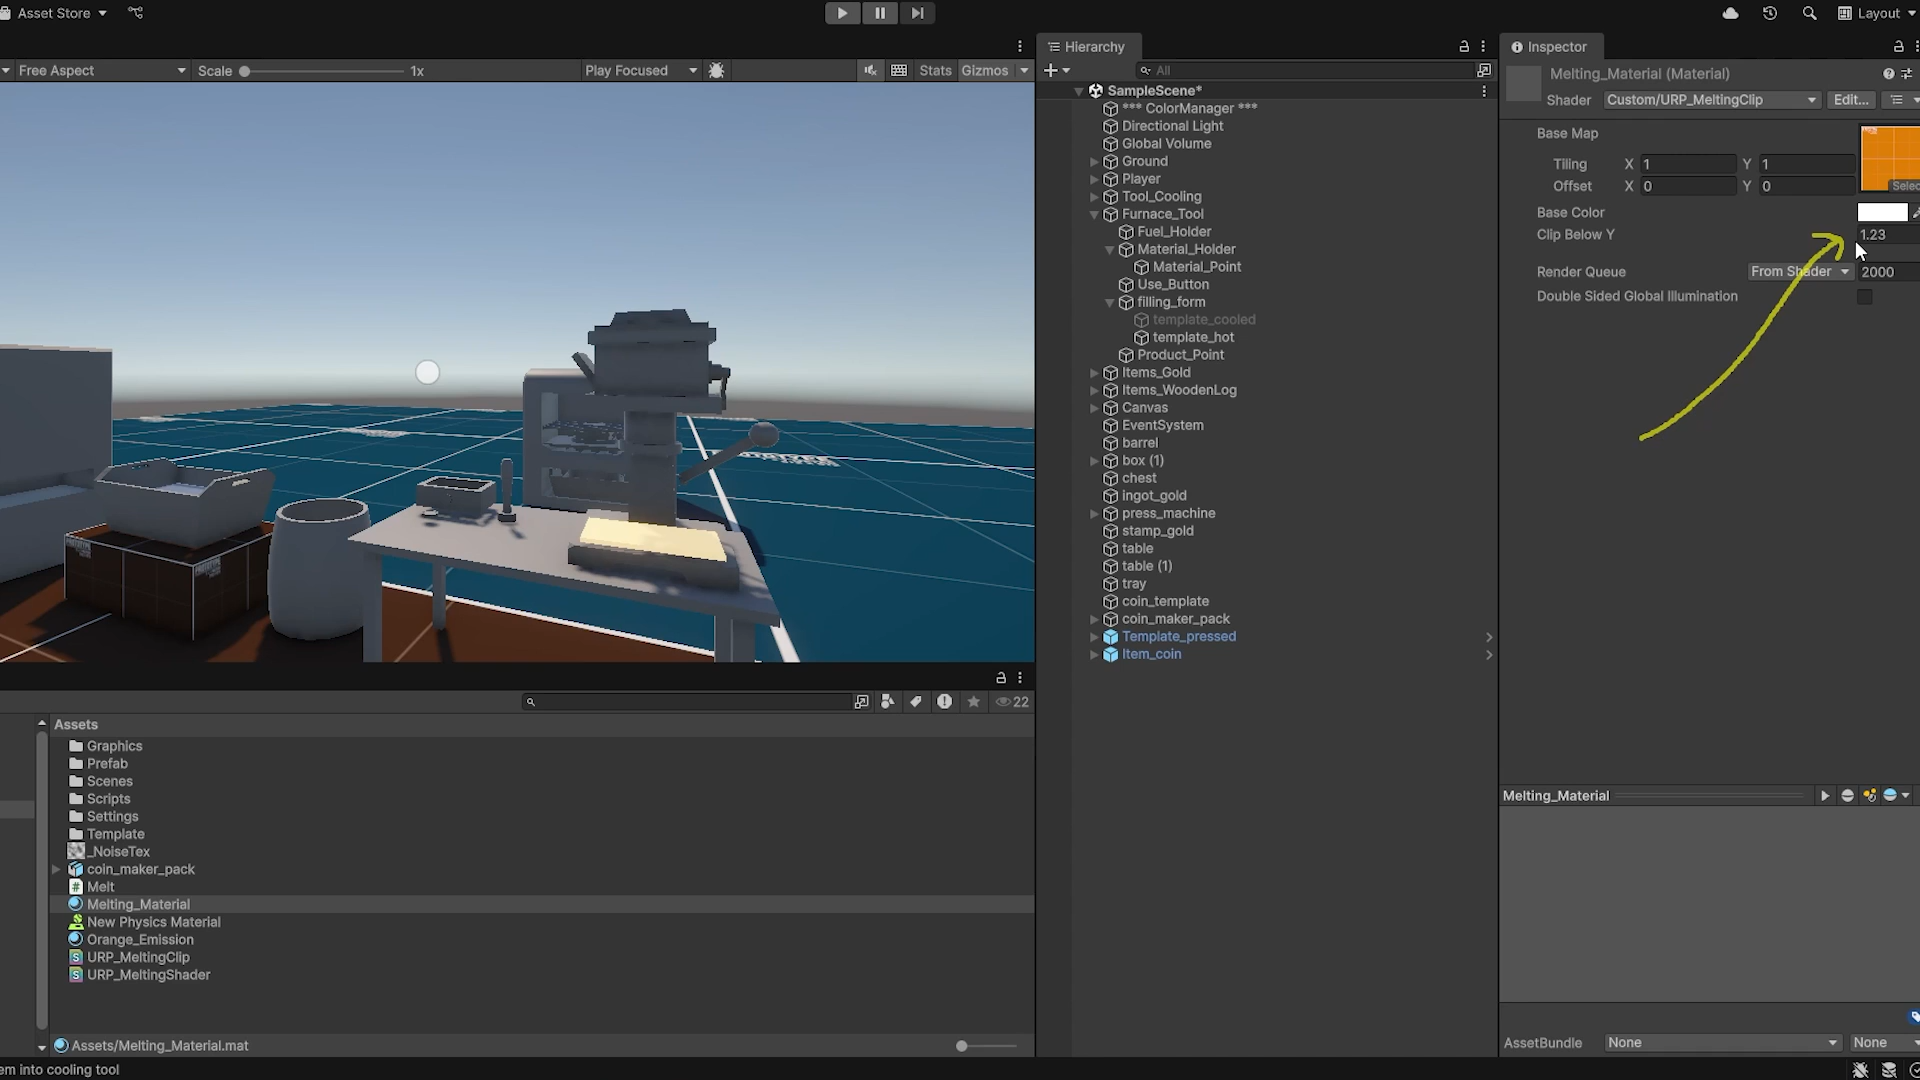 Asset Store
Layout
Hierarchy
Inspector
Free Aspect
Scale
1x
Play Focused
Stats
Gizmos
All
Melting_Material (Material)
Shader
Custom/URP_MeltingClip
Edit...
SampleScene*
*** ColorManager ***
Directional Light
Global Volume
Ground
Player
Tool_Cooling
Furnace_Tool
Fuel_Holder
Material_Holder
Material_Point
Use_Button
filling_form
template_cooled
template_hot
Product_Point
Items_Gold
Items_WoodenLog
Canvas
EventSystem
barrel
box (1)
chest
ingot_gold
press_machine
stamp_gold
table
table (1)
tray
coin_template
coin_maker_pack
Template_pressed
Item_coin
Base Map
Tiling X 1 Y 1
Offset X 0 Y 0
Selec
Base Color
Clip Below Y 1.23
Render Queue From Shader 2000
Double Sided Global Illumination
22
Assets
Graphics
Prefab
Scenes
Scripts
Settings
Template
_NoiseTex
coin_maker_pack
Melt
Melting_Material
New Physics Material
Orange_Emission
URP_MeltingClip
URP_MeltingShader
Assets/Melting_Material.mat
em into cooling tool
Melting_Material
AssetBundle None None